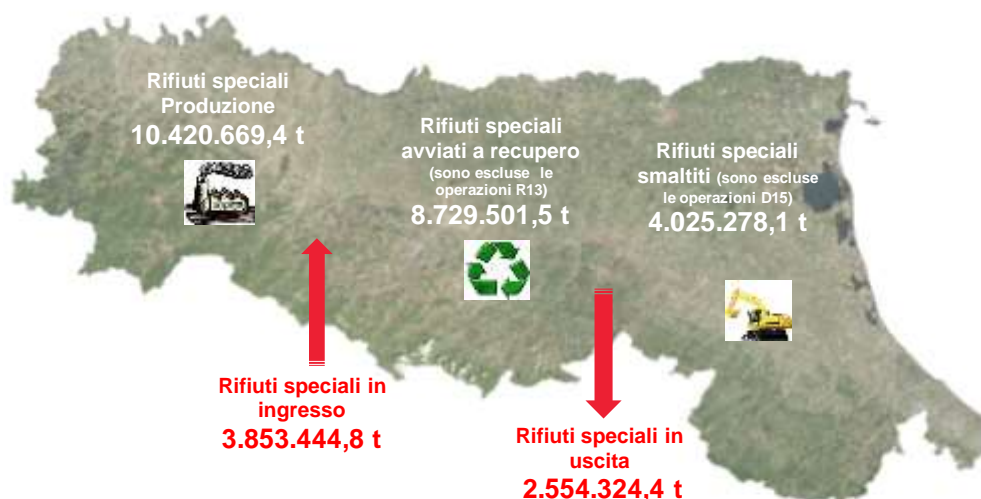 Rifiuti speciali
Produzione
10.420.669,4 t
Rifiuti speciali
avviati a recupero
(sono escluse le
operazioni R13)
8.729.501,5 t
Rifiuti speciali
smaltiti (sono escluse
le operazioni D15)
4.025.278,1 t
Rifiuti speciali in
ingresso
3.853.444,8 t
Rifiuti speciali in
uscita
2.554.324,4 t